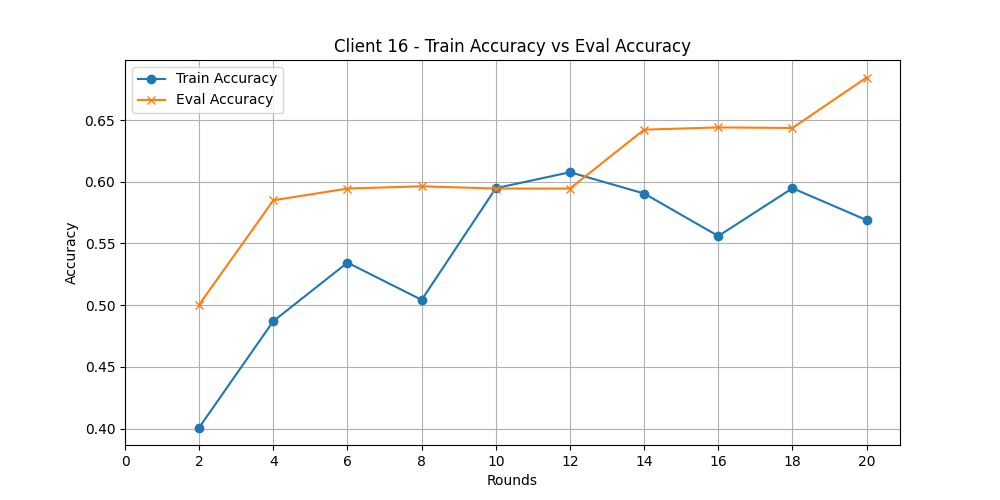 Client 16 - Train Accuracy vs Eval Accuracy
Train Accuracy
Eval Accuracy
Accuracy
0.65
0.60
0.55
0.50
0.45
0.40
0 2 4 6 8 10 12 14 16 18 20
Rounds